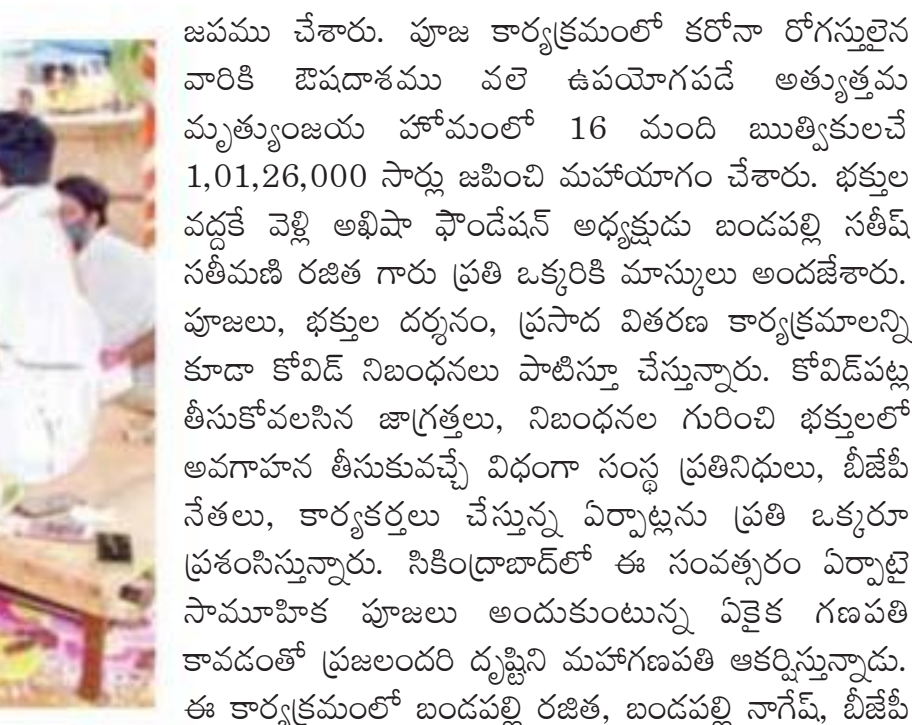 జపము చేశారు. పూజ కార్యక్రమంలో కరోనా రోగస్తులైన
వారికి ఔషదాశము వలె ఉపయోగపడే అత్యుత్తమ
మృత్యుంజయ హోమంలో 16 మంది ఋత్వికులచే
1,01,26,000 సార్లు జపించి మహాయాగం చేశారు. భక్తుల
వద్దకే వెళ్లి అఖిషా ఫౌండేషన్ అధ్యక్షుడు బండపల్లి సతీష్
సతీమణి రజిత గారు ప్రతి ఒక్కరికి మాస్కులు అందజేశారు.
పూజలు, భక్తుల దర్శనం, ప్రసాద వితరణ కార్యక్రమాలన్ని
కూడా కోవిడ్ నిబంధనలు పాటిస్తూ చేస్తున్నారు. కోవిడ్‌పట్ల
తీసుకోవలసిన జాగ్రత్తలు, నిబంధనల గురించి భక్తులలో
అవగాహన తీసుకువచ్చే విధంగా సంస్థ ప్రతినిధులు, బీజేపీ
నేతలు, కార్యకర్తలు చేస్తున్న ఏర్పాట్లను ప్రతి ఒక్కరూ
ప్రశంసిస్తున్నారు. సికింద్రాబాద్‌లో ఈ సంవత్సరం ఏర్పాటై
సామూహిక పూజలు అందుకుంటున్న ఏకైక గణపతి
కావడంతో ప్రజలందరి దృష్టిని మహాగణపతి ఆకర్షిస్తున్నాడు.
ఈ కార్యక్రమంలో బండపల్లి రజిత, బండపల్లి నాగేష్, బీజేపీ